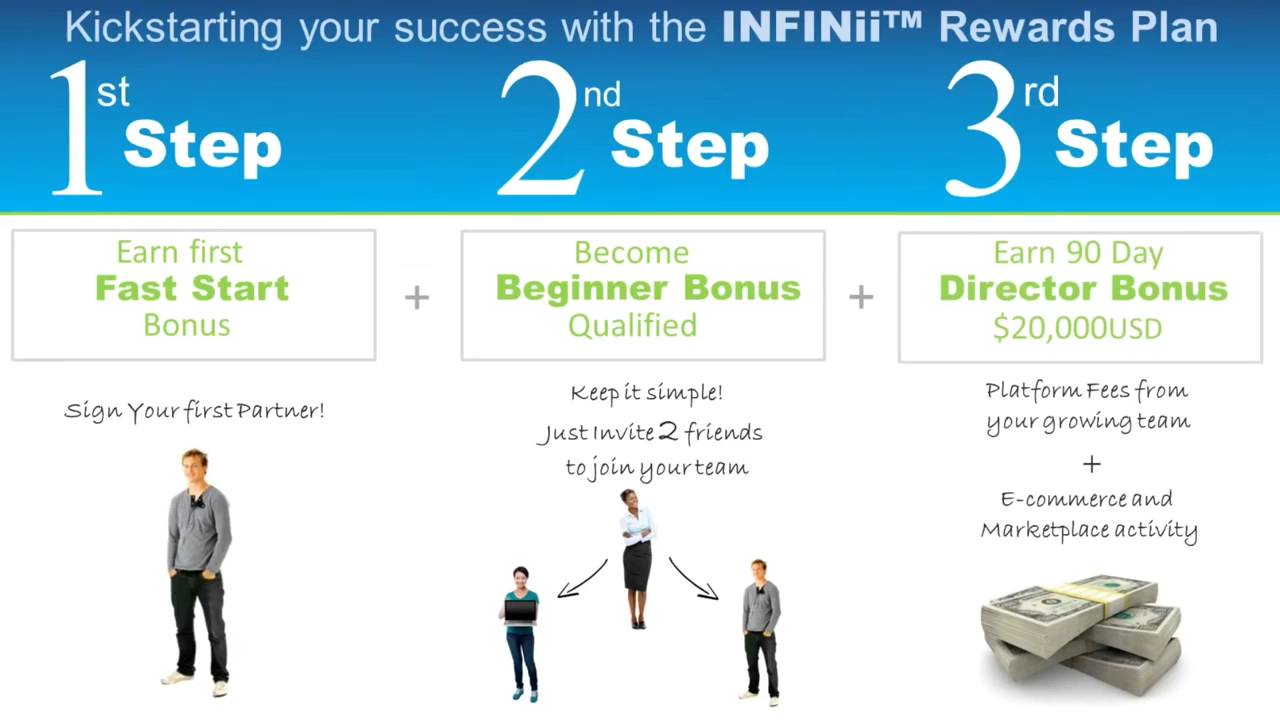 Kickstarting your success with the INFINii™ Rewards Plan
1st Step
2nd Step
3rd Step
Earn first
Fast Start
Bonus
+
Become
Beginner Bonus
Qualified
+
Earn 90 Day
Director Bonus
$20,000USD
Sign Your first Partner!
Keep it simple!
Just Invite 2 friends
to join your team
Platform Fees from
your growing team
+
E-commerce and
Marketplace activity